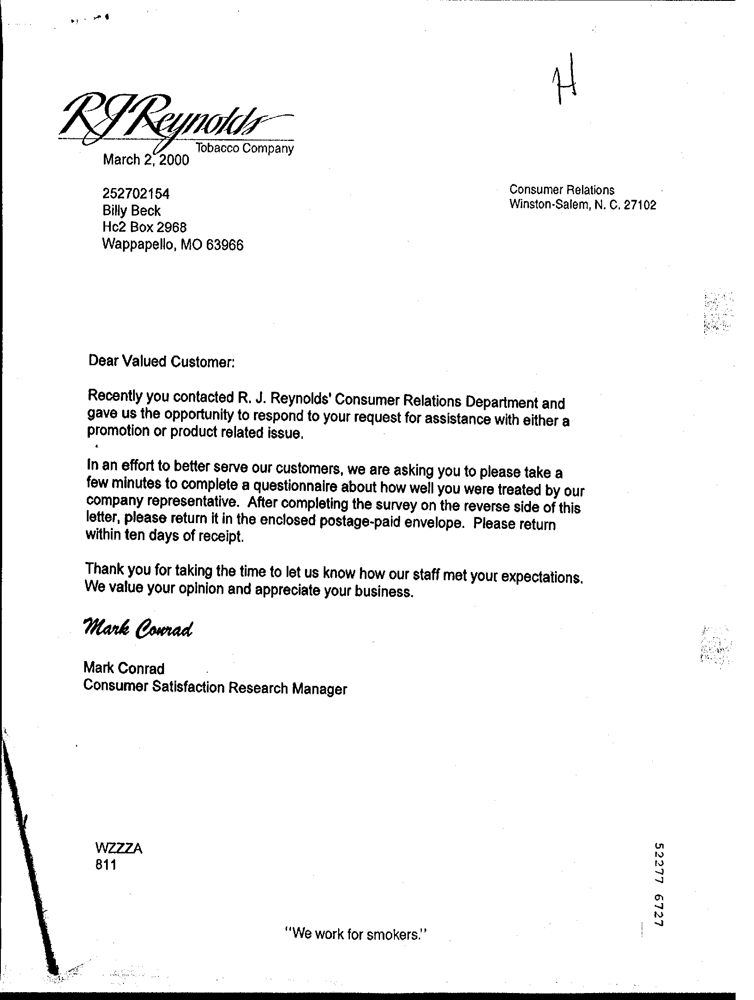 H
RJReynolds
Tobacco Company
March 2, 2000
252702154
Billy Beck
Hc2 Box 2968
Wappapello, MO 63966
Consumer Relations
Winston-Salem, N. C. 27102
Dear Valued Customer:
Recently you contacted R. J. Reynolds' Consumer Relations Department and
gave us the opportunity to respond to your request for assistance with either a
promotion or product related issue.
In an effort to better serve our customers, we are asking you to please take a
few minutes to complete a questionnaire about how well you were treated by our
company representative. After completing the survey on the reverse side of this
letter, please return it in the enclosed postage-paid envelope. Please return
within ten days of receipt.
Thank you for taking the time to let us know how our staff met your expectations.
We value your opinion and appreciate your business.
Mark Conrad
Mark Conrad
Consumer Satisfaction Research Manager
WZZZA
811
52277 6727
"We work for smokers."